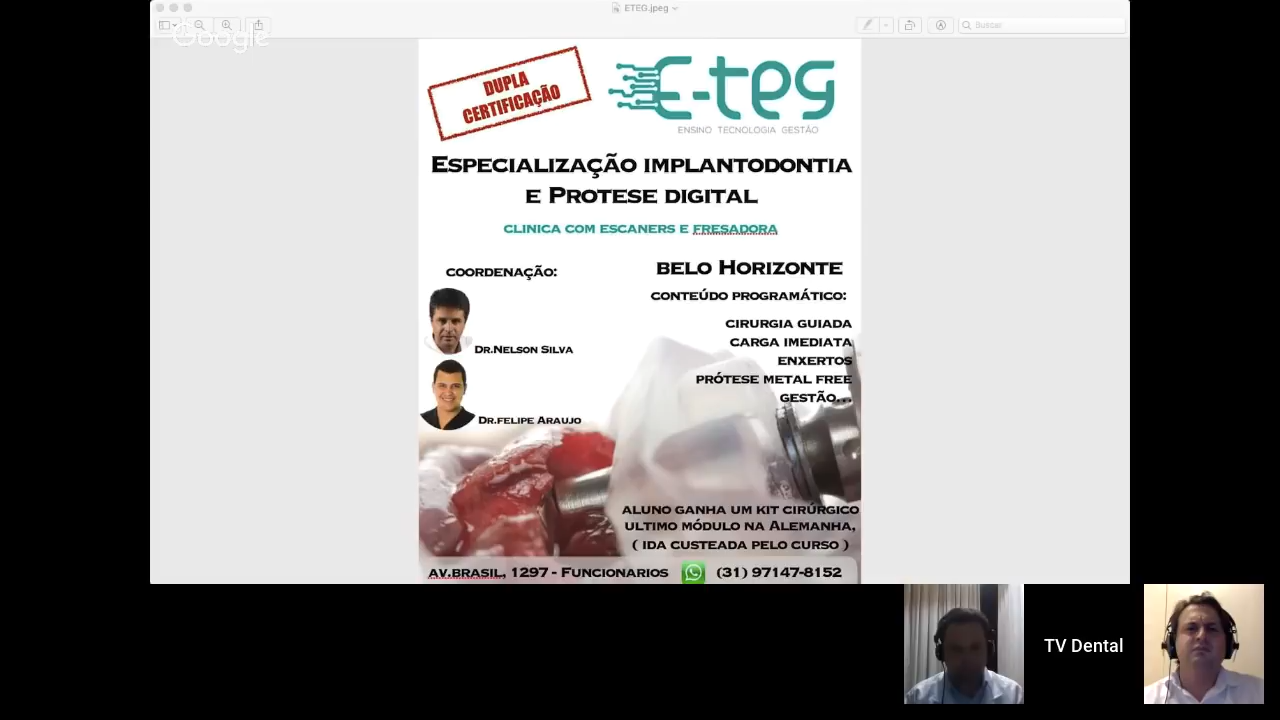 ETEG.jpeg
Google
Buscar
DUPLA
CERTIFICAÇÃO
E-teg
ENSINO TECNOLOGIA GESTÃO
ESPECIALIZAÇÃO IMPLANTODONTIA
E PROTESE DIGITAL
CLINICA COM ESCANERS E FRESADORA
COORDENAÇÃO:
DR.NELSON SILVA
DR.FELIPE ARAUJO
BELO HORIZONTE
CONTEÚDO PROGRAMÁTICO:
CIRURGIA GUIADA
CARGA IMEDIATA
ENXERTOS
PRÓTESE METAL FREE
GESTÃO...
ALUNO GANHA UM KIT CIRÚRGICO
ULTIMO MÓDULO NA ALEMANHA,
( IDA CUSTEADA PELO CURSO )
AV.BRASIL, 1297 - FUNCIONARIOS (31) 97147-8152
TV Dental